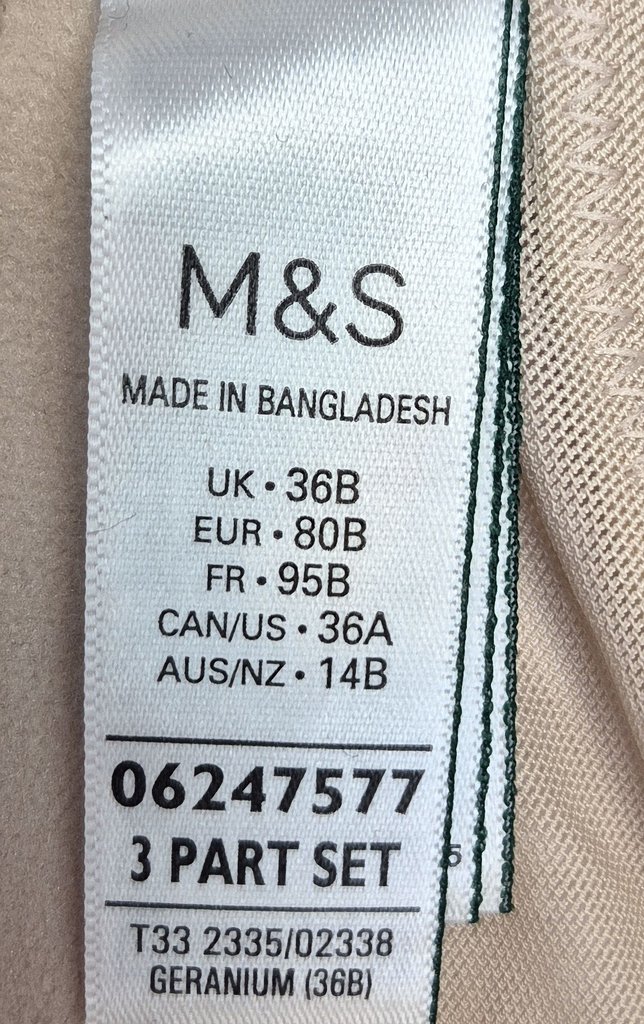 M&S
MADE IN BANGLADESH
UK • 36B
EUR • 80B
FR • 95B
CAN/US • 36A
AUS/NZ • 14B
06247577
3 PART SET
T33 2335/02338
GERANIUM (36B)
5